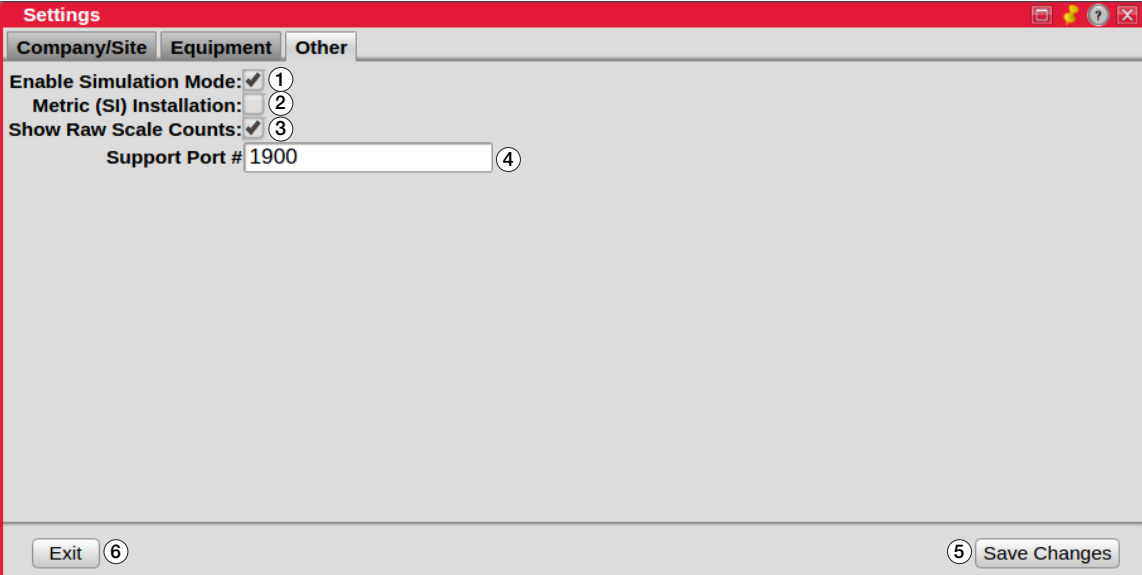 Settings
?
Company/Site Equipment Other
Enable Simulation Mode: 1
Metric (SI) Installation: 2
Show Raw Scale Counts: 3
Support Port # 1900 4
Exit 6 5 Save Changes